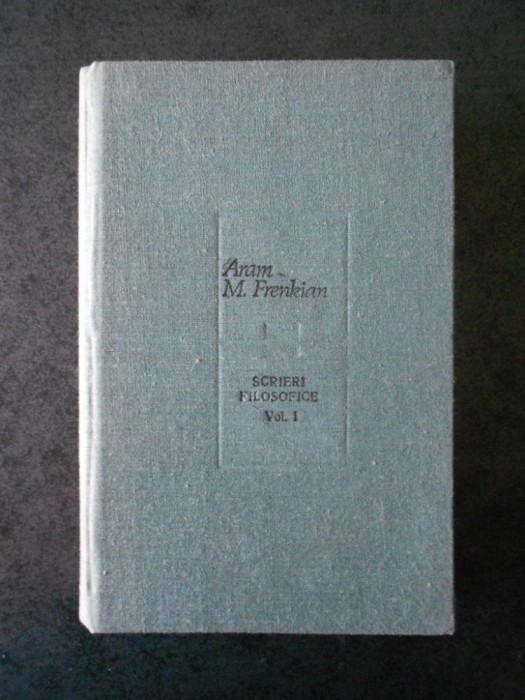 Aram
M. Frenkian
SCRIERI
FILOSOFICE
Vol. 1